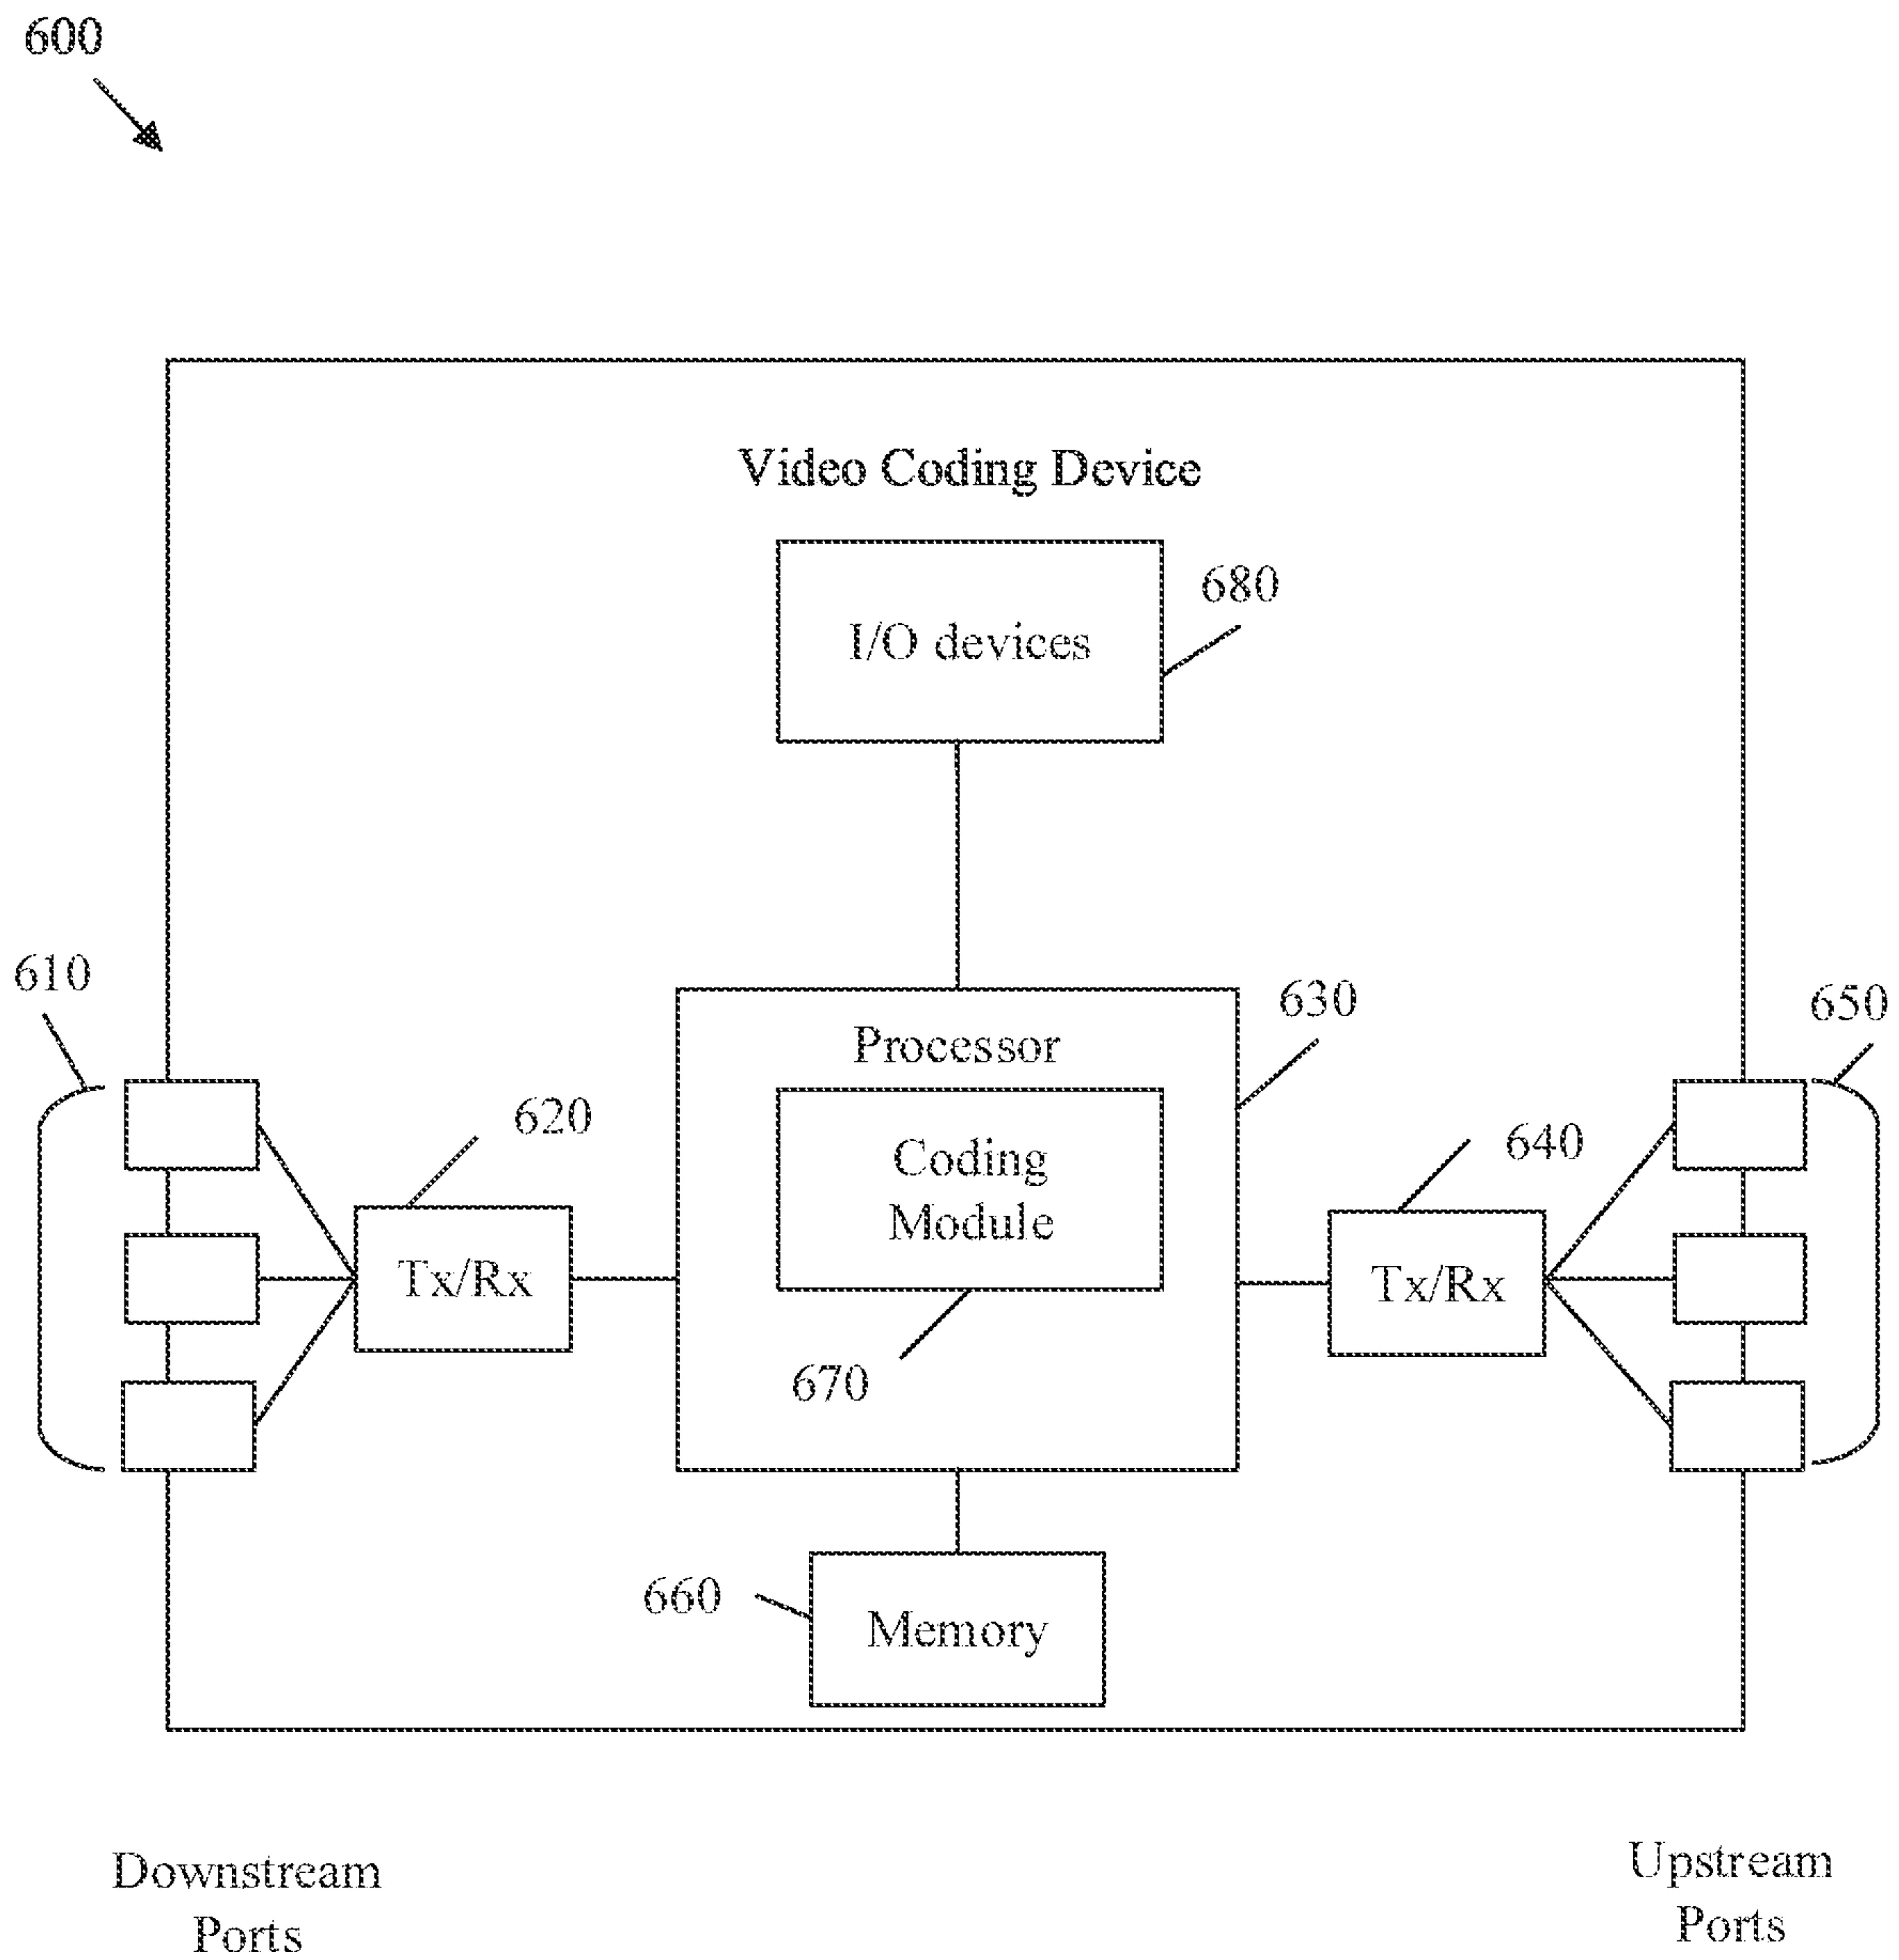 600
Video Coding Device
680
I/O devices
610
630
650
Processor
620
640
Coding
Module
Tx/Rx
Tx/Rx
670
660
Memory
Downstream
Ports
Upstream
Ports